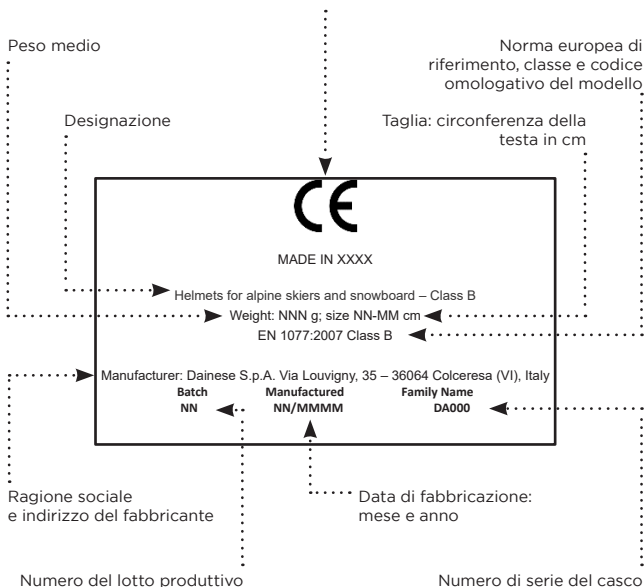 Peso medio
Norma europea di
riferimento, classe e codice
omologativo del modello
Designazione
Taglia: circonferenza della
testa in cm
CE
MADE IN XXXX
Helmets for alpine skiers and snowboard – Class B
Weight: NNN g; size NN-MM cm
EN 1077:2007 Class B
Manufacturer: Dainese S.p.A. Via Louvigny, 35 – 36064 Colceresa (VI), Italy
Batch Manufactured Family Name
NN NN/MMMM DA000
Ragione sociale
e indirizzo del fabbricante
Data di fabbricazione:
mese e anno
Numero del lotto produttivo
Numero di serie del casco